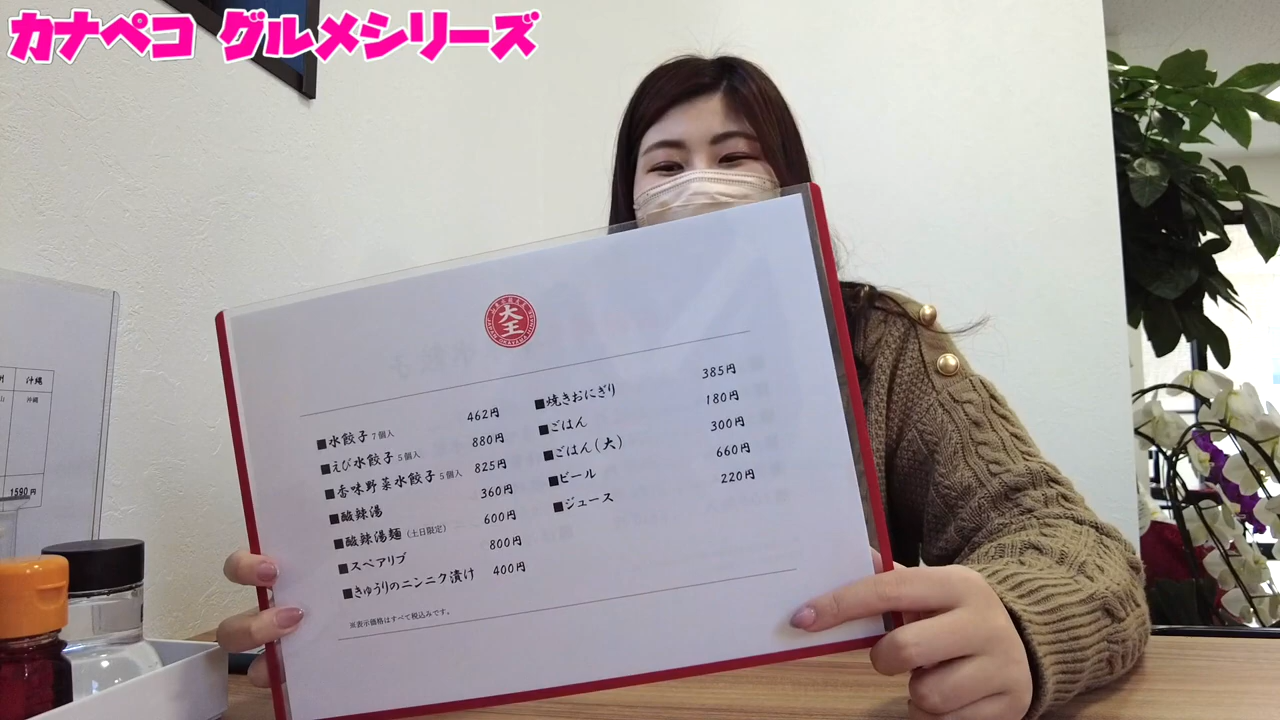 カナペコ グルメシリーズ
大王
■水餃子 7個入 462円
■えび水餃子 5個入 880円
■香味野菜水餃子 5個入 825円
■酸辣湯 360円
■酸辣湯麺(土日限定) 600円
■スペアリブ 800円
■きゅうりのニンニク漬け 400円
※表示価格はすべて税込みです。
■焼きおにぎり 385円
■ごはん 180円
■ごはん(大) 300円
■ビール 660円
■ジュース 220円
沖縄
沖縄
1590円